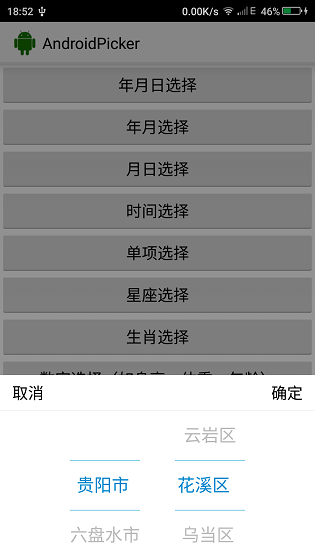 18:52 0.00K/s E 46%
AndroidPicker
年月日选择
年月选择
月日选择
时间选择
单项选择
星座选择
生肖选择
数字选择（如身高、体重、年龄）
取消 确定
云岩区
贵阳市 花溪区
六盘水市 乌当区